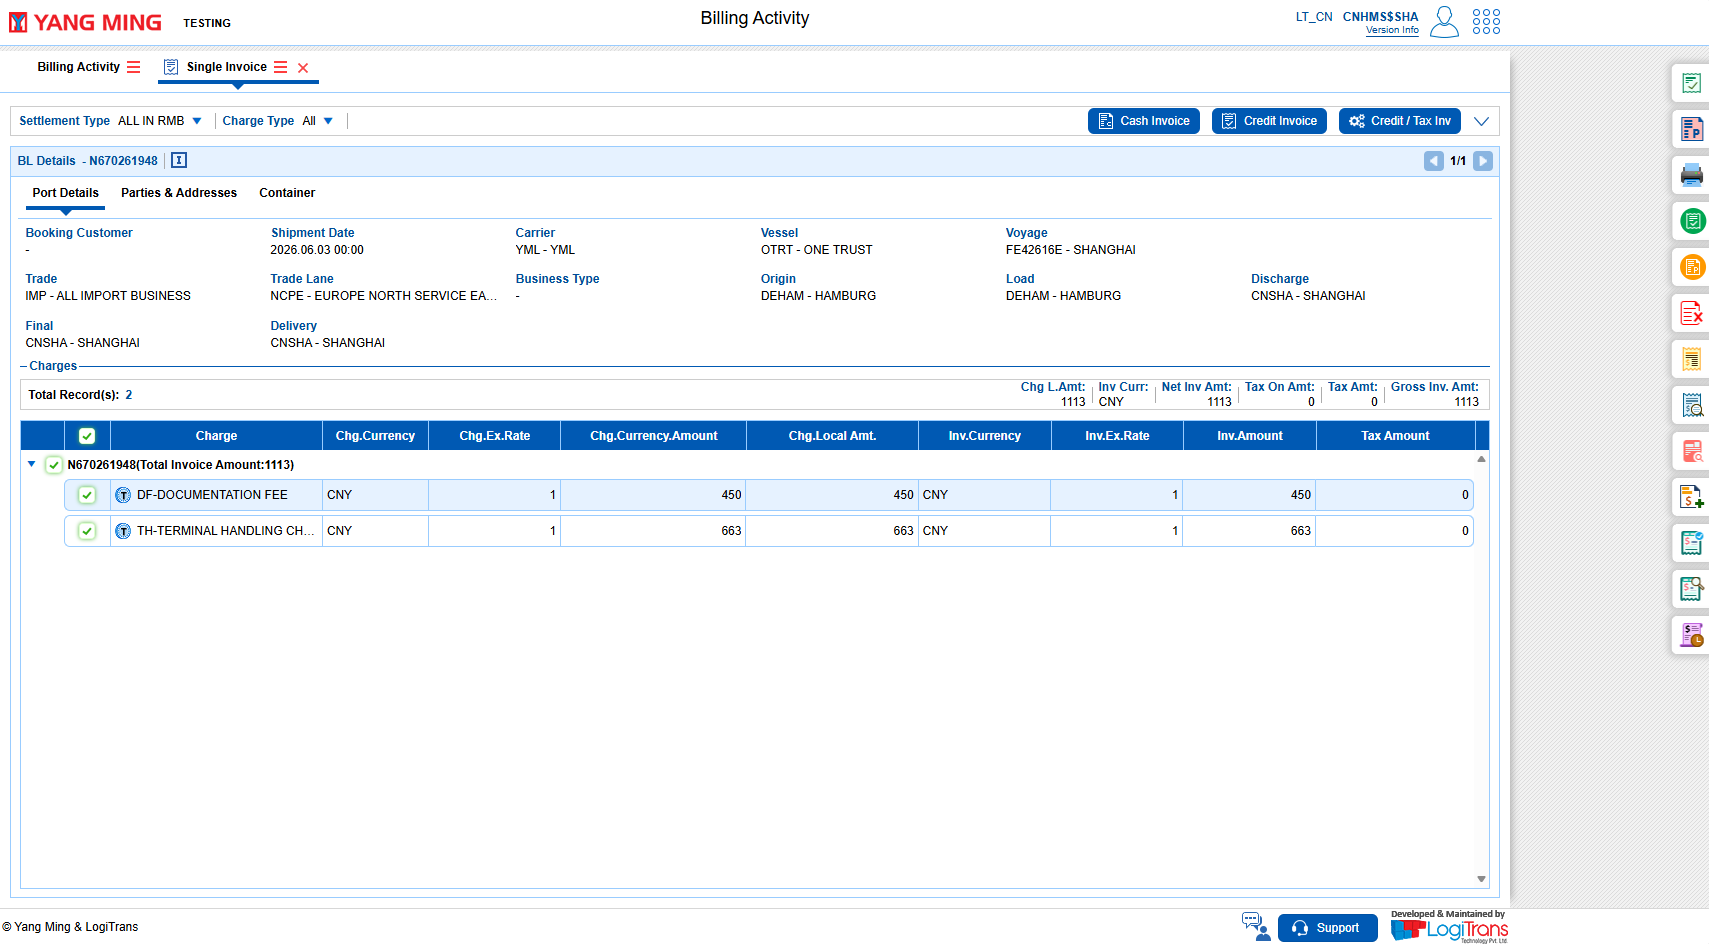 YANG MING TESTING Billing Activity LT_CN CNHMS$SHA
Version Info
Billing Activity Single Invoice
Settlement Type ALL IN RMB Charge Type All Cash Invoice Credit Invoice Credit / Tax Inv
BL Details - N670261948 I 1/1
Port Details Parties & Addresses Container
Booking Customer Shipment Date Carrier Vessel Voyage
- 2026.06.03 00:00 YML - YML OTRT - ONE TRUST FE42616E - SHANGHAI
Trade Trade Lane Business Type Origin Load Discharge
IMP - ALL IMPORT BUSINESS NCPE - EUROPE NORTH SERVICE EA... - DEHAM - HAMBURG DEHAM - HAMBURG CNSHA - SHANGHAI
Final Delivery
CNSHA - SHANGHAI CNSHA - SHANGHAI
Charges
Total Record(s): 2 Chg L.Amt: Inv Curr: Net Inv Amt: Tax On Amt: Tax Amt: Gross Inv. Amt:
1113 CNY 1113 0 0 1113
Charge Chg.Currency Chg.Ex.Rate Chg.Currency.Amount Chg.Local Amt. Inv.Currency Inv.Ex.Rate Inv.Amount Tax Amount
N670261948(Total Invoice Amount:1113)
T DF-DOCUMENTATION FEE CNY 1 450 450 CNY 1 450 0
T TH-TERMINAL HANDLING CH... CNY 1 663 663 CNY 1 663 0
© Yang Ming & LogiTrans Support Developed & Maintained by
LogiTrans
Technology Pvt. Ltd.